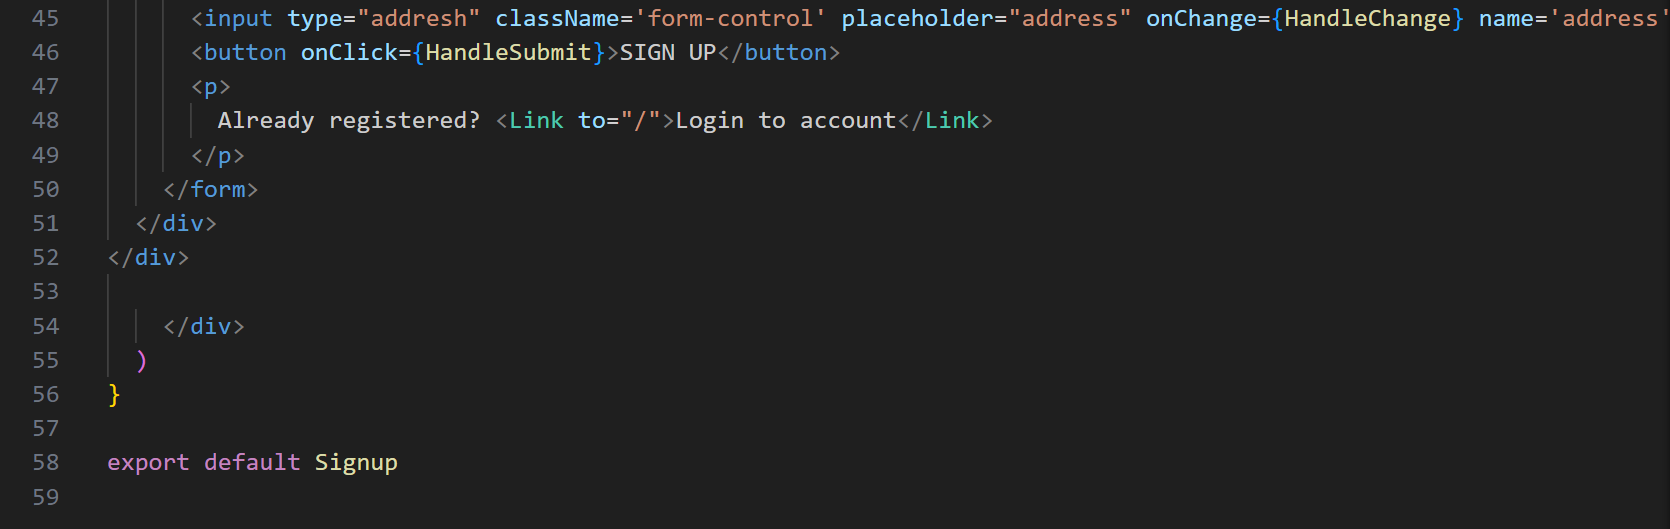 45 <input type="addresh" className='form-control' placeholder="address" onChange={HandleChange} name='address'
46 <button onClick={HandleSubmit}>SIGN UP</button>
47 <p>
48 Already registered? <Link to="/">Login to account</Link>
49 </p>
50 </form>
51 </div>
52 </div>
53
54 </div>
55 )
56 }
57
58 export default Signup
59